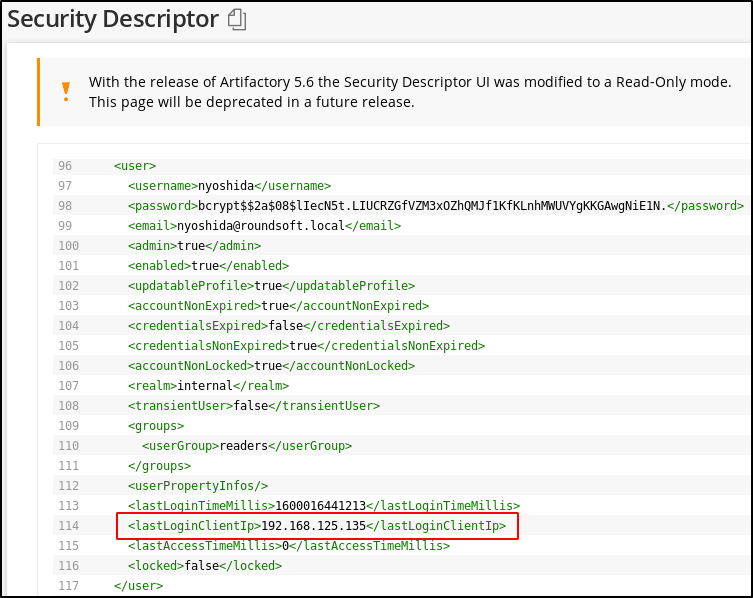 Security Descriptor
With the release of Artifactory 5.6 the Security Descriptor UI was modified to a Read-Only mode.
This page will be deprecated in a future release.
96 <user>
97 <username>nyoshida</username>
98 <password>bcrypt$$2a$08$lIecN5t.LIUCRZGfVZM3xOZhQMJf1KfKLnhMWUVYgKKGAwgNiE1N.</password>
99 <email>nyoshida@roundsoft.local</email>
100 <admin>true</admin>
101 <enabled>true</enabled>
102 <updatableProfile>true</updatableProfile>
103 <accountNonExpired>true</accountNonExpired>
104 <credentialsExpired>false</credentialsExpired>
105 <credentialsNonExpired>true</credentialsNonExpired>
106 <accountNonLocked>true</accountNonLocked>
107 <realm>internal</realm>
108 <transientUser>false</transientUser>
109 <groups>
110 <userGroup>readers</userGroup>
111 </groups>
112 <userPropertyInfos/>
113 <lastLoginTimeMillis>1600016441213</lastLoginTimeMillis>
114 <lastLoginClientIp>192.168.125.135</lastLoginClientIp>
115 <lastAccessTimeMillis>0</lastAccessTimeMillis>
116 <locked>false</locked>
117 </user>